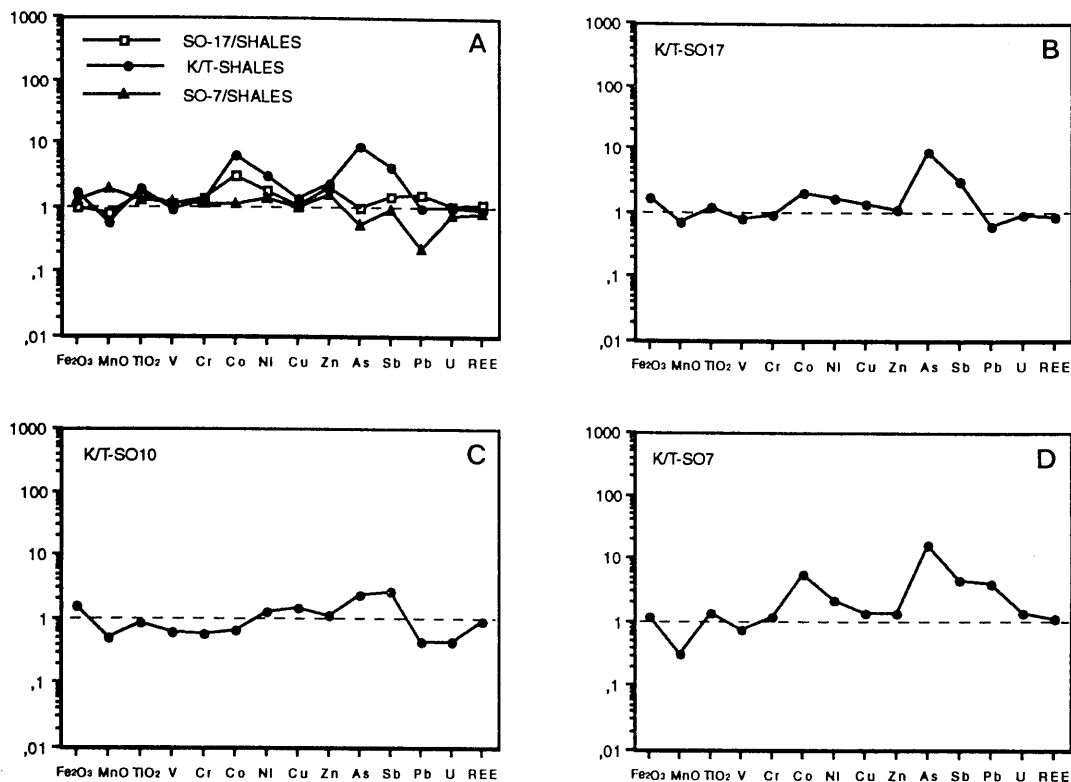 A
SO-17/SHALES
K/T-SHALES
SO-7/SHALES
1000
100
10
1
,1
,01
Fe2O3 MnO TiO2 V Cr Co Ni Cu Zn As Sb Pb U REE
B
K/T-SO17
1000
100
10
1
,1
,01
Fe2O3 MnO TiO2 V Cr Co Ni Cu Zn As Sb Pb U REE
C
K/T-SO10
1000
100
10
1
,1
,01
Fe2O3 MnO TiO2 V Cr Co Ni Cu Zn As Sb Pb U REE
D
K/T-SO7
1000
100
10
1
,1
,01
Fe2O3 MnO TiO2 V Cr Co Ni Cu Zn As Sb Pb U REE